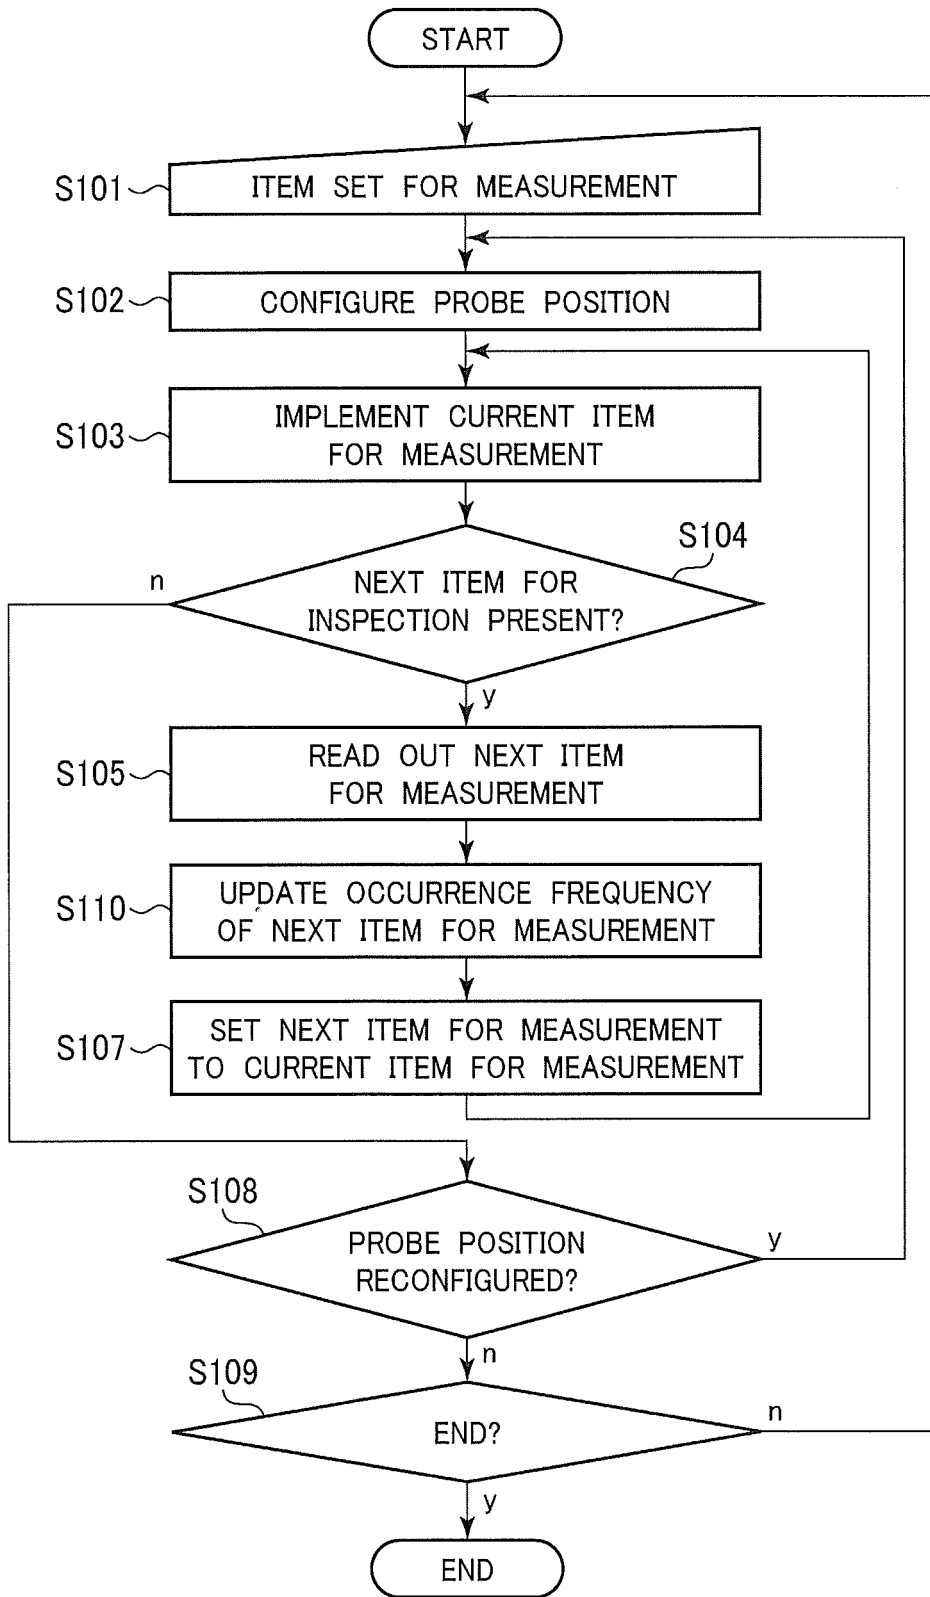 START
S101
ITEM SET FOR MEASUREMENT
S102
CONFIGURE PROBE POSITION
S103
IMPLEMENT CURRENT ITEM
FOR MEASUREMENT
S104
n
NEXT ITEM FOR
INSPECTION PRESENT?
y
S105
READ OUT NEXT ITEM
FOR MEASUREMENT
S110
UPDATE OCCURRENCE FREQUENCY
OF NEXT ITEM FOR MEASUREMENT
S107
SET NEXT ITEM FOR MEASUREMENT
TO CURRENT ITEM FOR MEASUREMENT
S108
PROBE POSITION
RECONFIGURED?
y
n
S109
END?
n
y
END